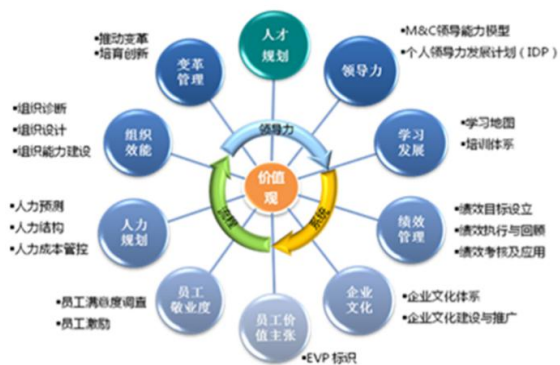 人才
规划
▪推动变革
▪培育创新
变革
管理
领导力
▪M&C领导能力模型
▪个人领导力发展计划（IDP）
▪组织诊断
▪组织设计
▪组织能力建设
组织
效能
领导力
学习
发展
▪学习地图
▪培训体系
价值
观
流程
系统
▪人力预测
▪人力结构
▪人力成本管控
人力
规划
绩效
管理
▪绩效目标设立
▪绩效执行与回顾
▪绩效考核及应用
▪员工满意度调查
▪员工激励
员工
敬业度
员工价
值主张
▪EVP 标识
企业
文化
▪企业文化体系
▪企业文化建设与推广